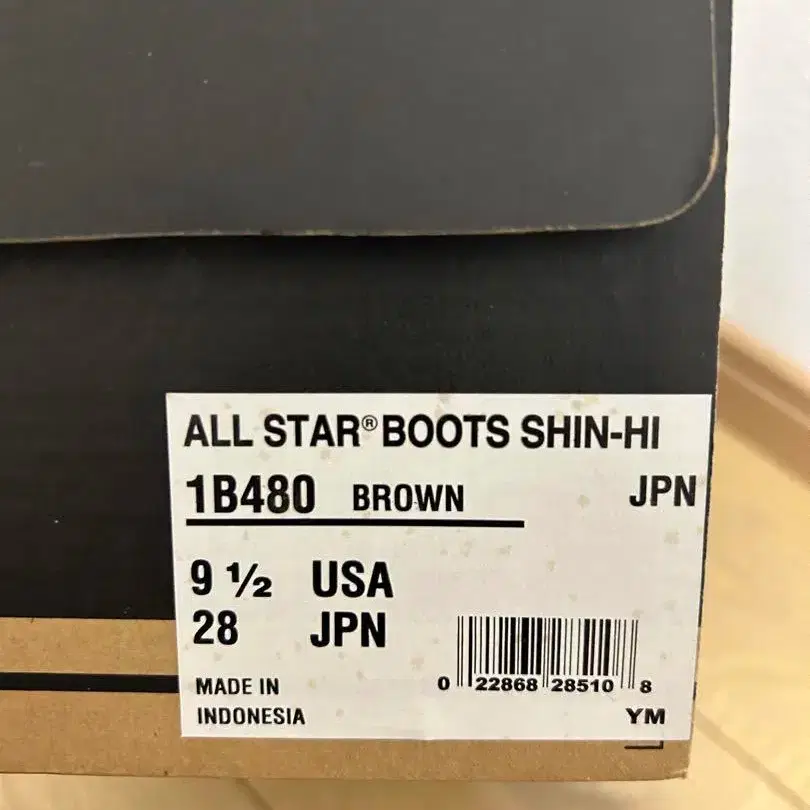 ALL STAR® BOOTS SHIN-HI
1B480 BROWN JPN
9 ½ USA
28 JPN
MADE IN
INDONESIA
0 22868 28510 8
YM